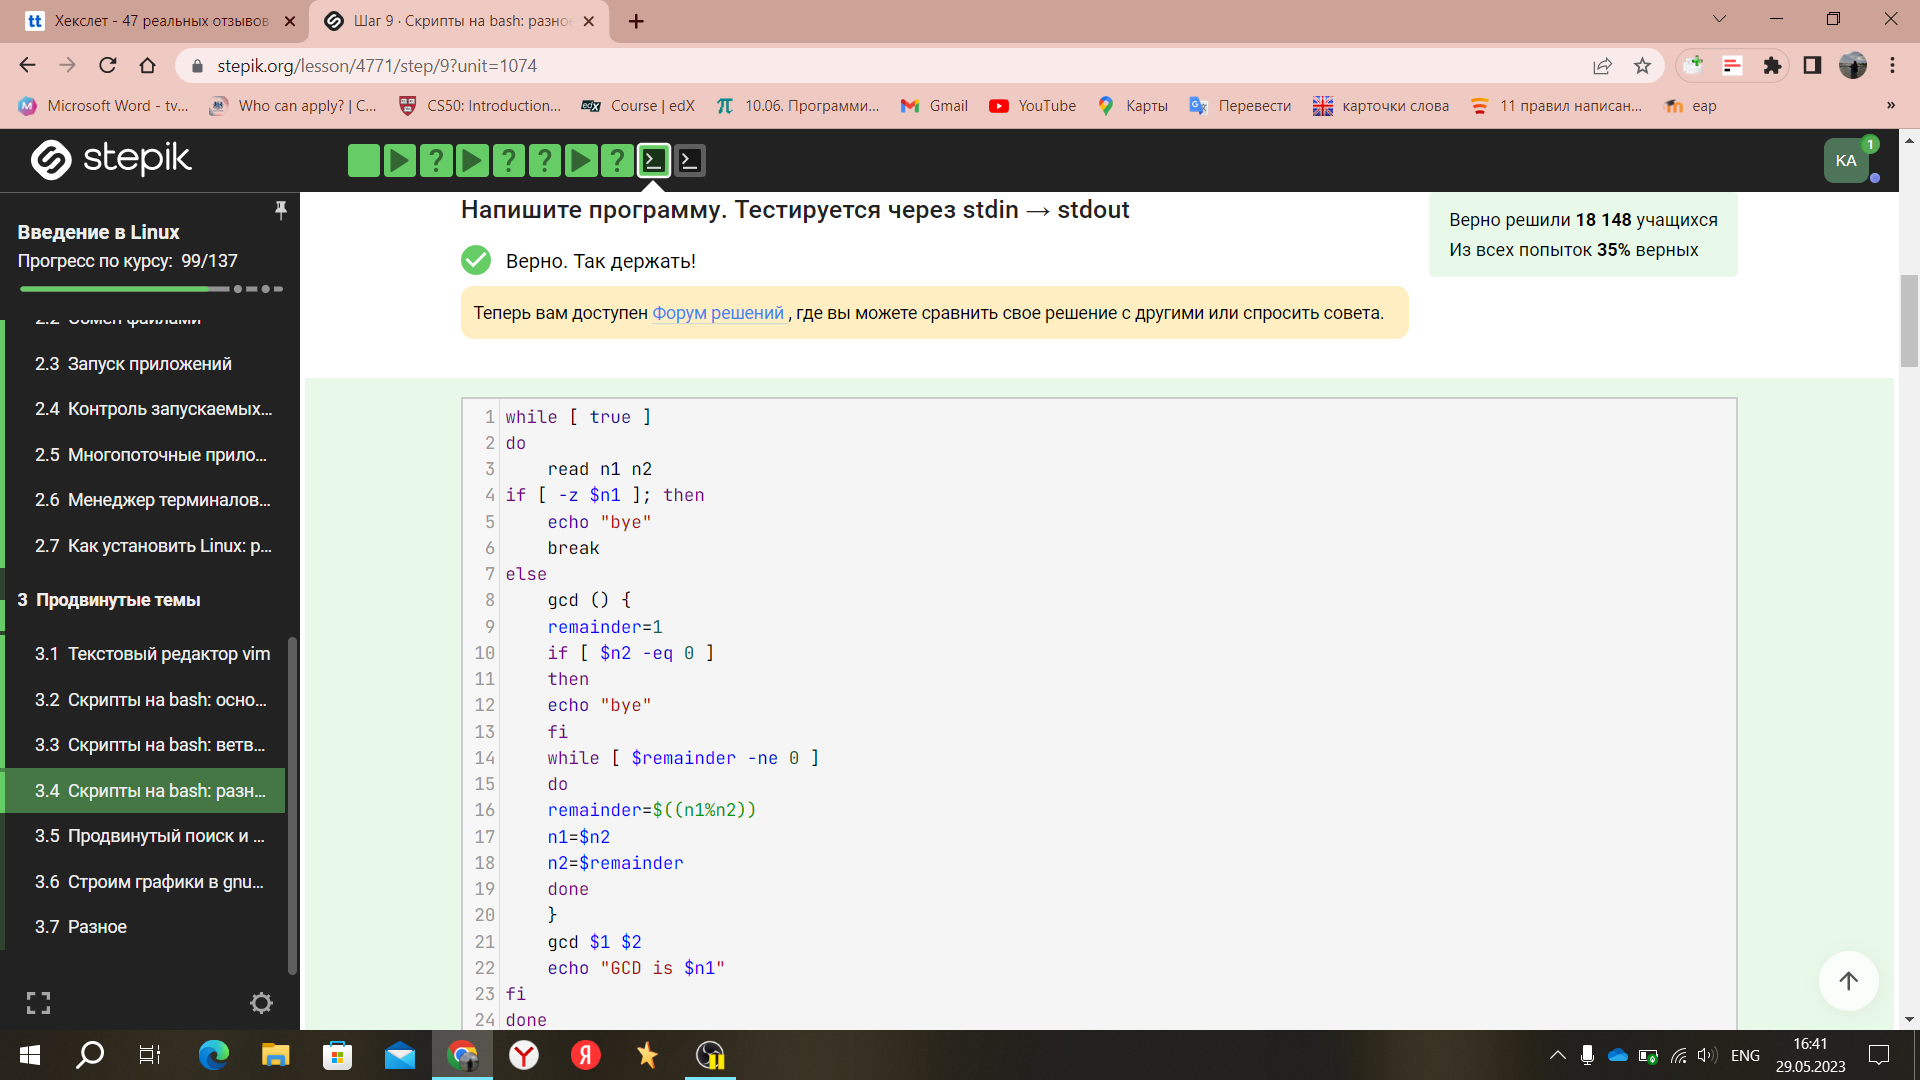 Хекслет - 47 реальных отзывов
Шаг 9 · Скрипты на bash: разно
stepik.org/lesson/4771/step/9?unit=1074
Microsoft Word - tv...
Who can apply? | C...
CS50: Introduction...
edX
Course | edX
10.06. Программи...
Gmail
YouTube
Карты
Перевести
карточки слова
11 правил написан...
eap
»
stepik
KA
1
Введение в Linux
Прогресс по курсу: 99/137
2.2 Обмен файлами
2.3 Запуск приложений
2.4 Контроль запускаемых...
2.5 Многопоточные прило...
2.6 Менеджер терминалов...
2.7 Как установить Linux: р...
3 Продвинутые темы
3.1 Текстовый редактор vim
3.2 Скрипты на bash: осно...
3.3 Скрипты на bash: ветв...
3.4 Скрипты на bash: разн...
3.5 Продвинутый поиск и ...
3.6 Строим графики в gnu...
3.7 Разное
Напишите программу. Тестируется через stdin → stdout
Верно. Так держать!
Теперь вам доступен Форум решений , где вы можете сравнить свое решение с другими или спросить совета.
Верно решили 18 148 учащихся
Из всех попыток 35% верных
1 while [ true ]
2 do
3     read n1 n2
4 if [ -z $n1 ]; then
5     echo "bye"
6     break
7 else
8     gcd () {
9     remainder=1
10     if [ $n2 -eq 0 ]
11     then
12     echo "bye"
13     fi
14     while [ $remainder -ne 0 ]
15     do
16     remainder=$((n1%n2))
17     n1=$n2
18     n2=$remainder
19     done
20     }
21     gcd $1 $2
22     echo "GCD is $n1"
23 fi
24 done
ENG
16:41
29.05.2023